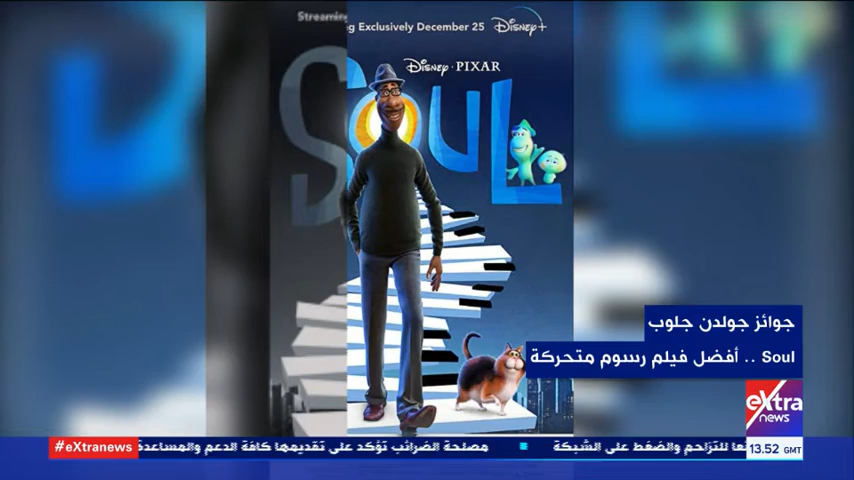 Streaming
g Exclusively December 25 Disney+
Disney · PIXAR
SOUL
جوائز جولدن جلوب
Soul .. أفضل فيلم رسوم متحركة
eXtra
news
13.52 GMT
للتزاحم والضغط على الشبكة
مصلحة الضرائب تؤكد على تقديمها كافة الدعم والمساعدة
#eXtranews